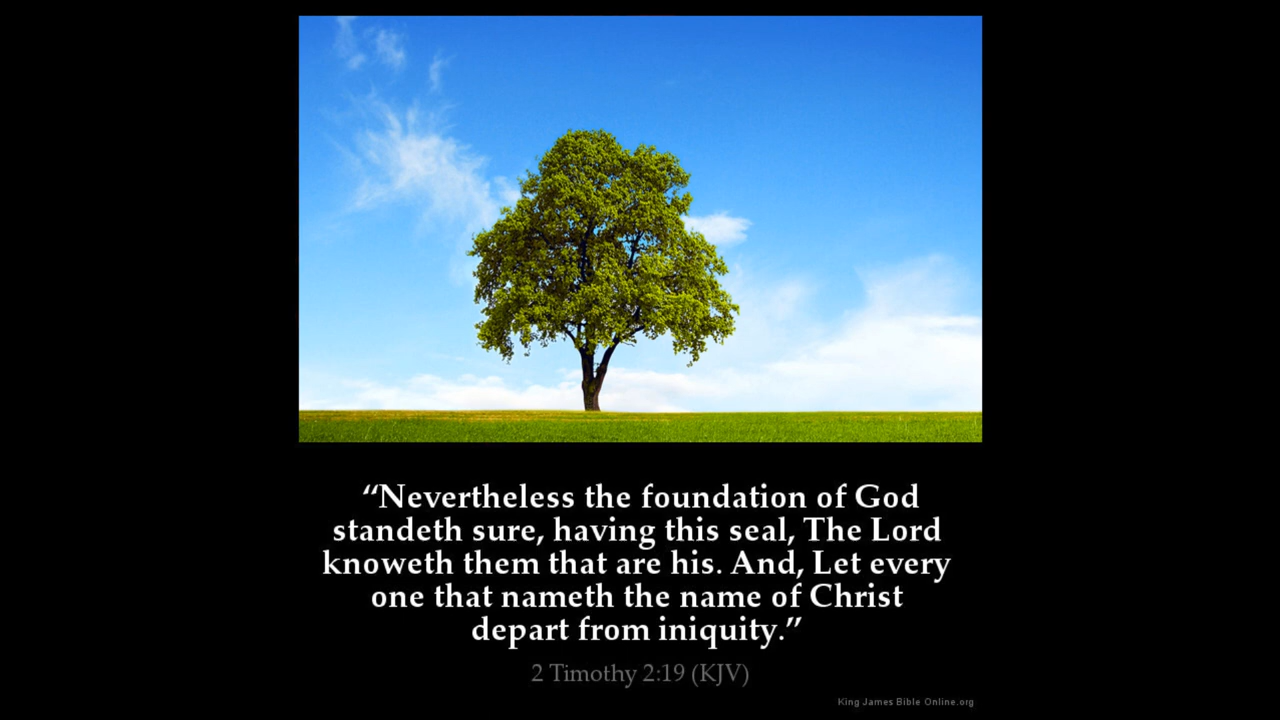 “Nevertheless the foundation of God
standeth sure, having this seal, The Lord
knoweth them that are his. And, Let every
one that nameth the name of Christ
depart from iniquity.”
2 Timothy 2:19 (KJV)
King James Bible Online.org